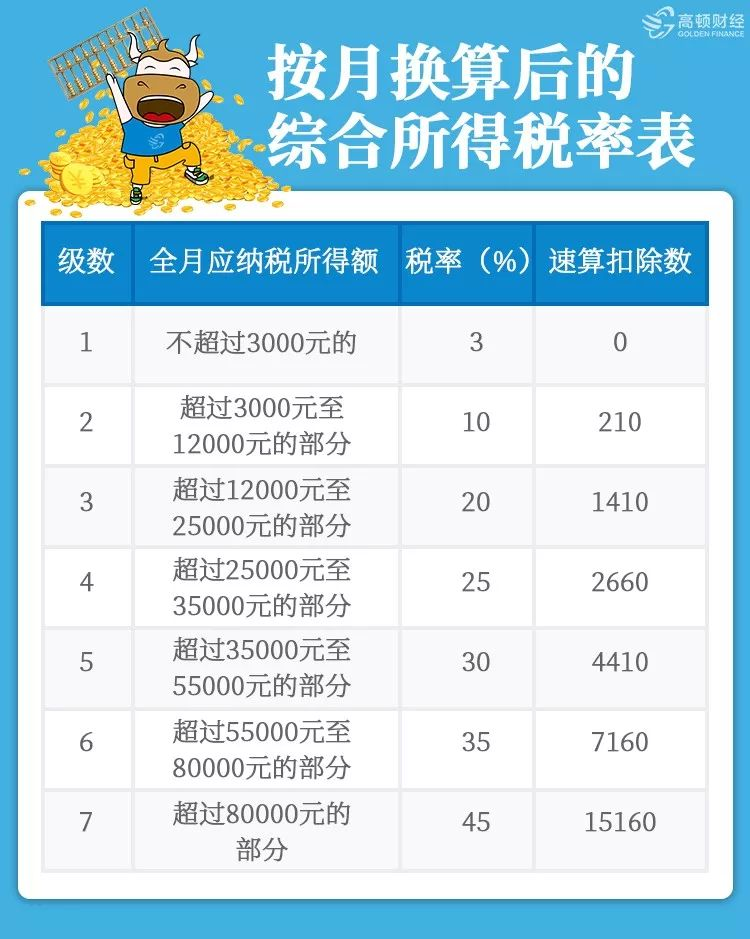 高顿财经
GOLDEN FINANCE
按月换算后的
综合所得税率表
级数 全月应纳税所得额 税率（%） 速算扣除数
1 不超过3000元的 3 0
2 超过3000元至
12000元的部分 10 210
3 超过12000元至
25000元的部分 20 1410
4 超过25000元至
35000元的部分 25 2660
5 超过35000元至
55000元的部分 30 4410
6 超过55000元至
80000元的部分 35 7160
7 超过80000元的
部分 45 15160